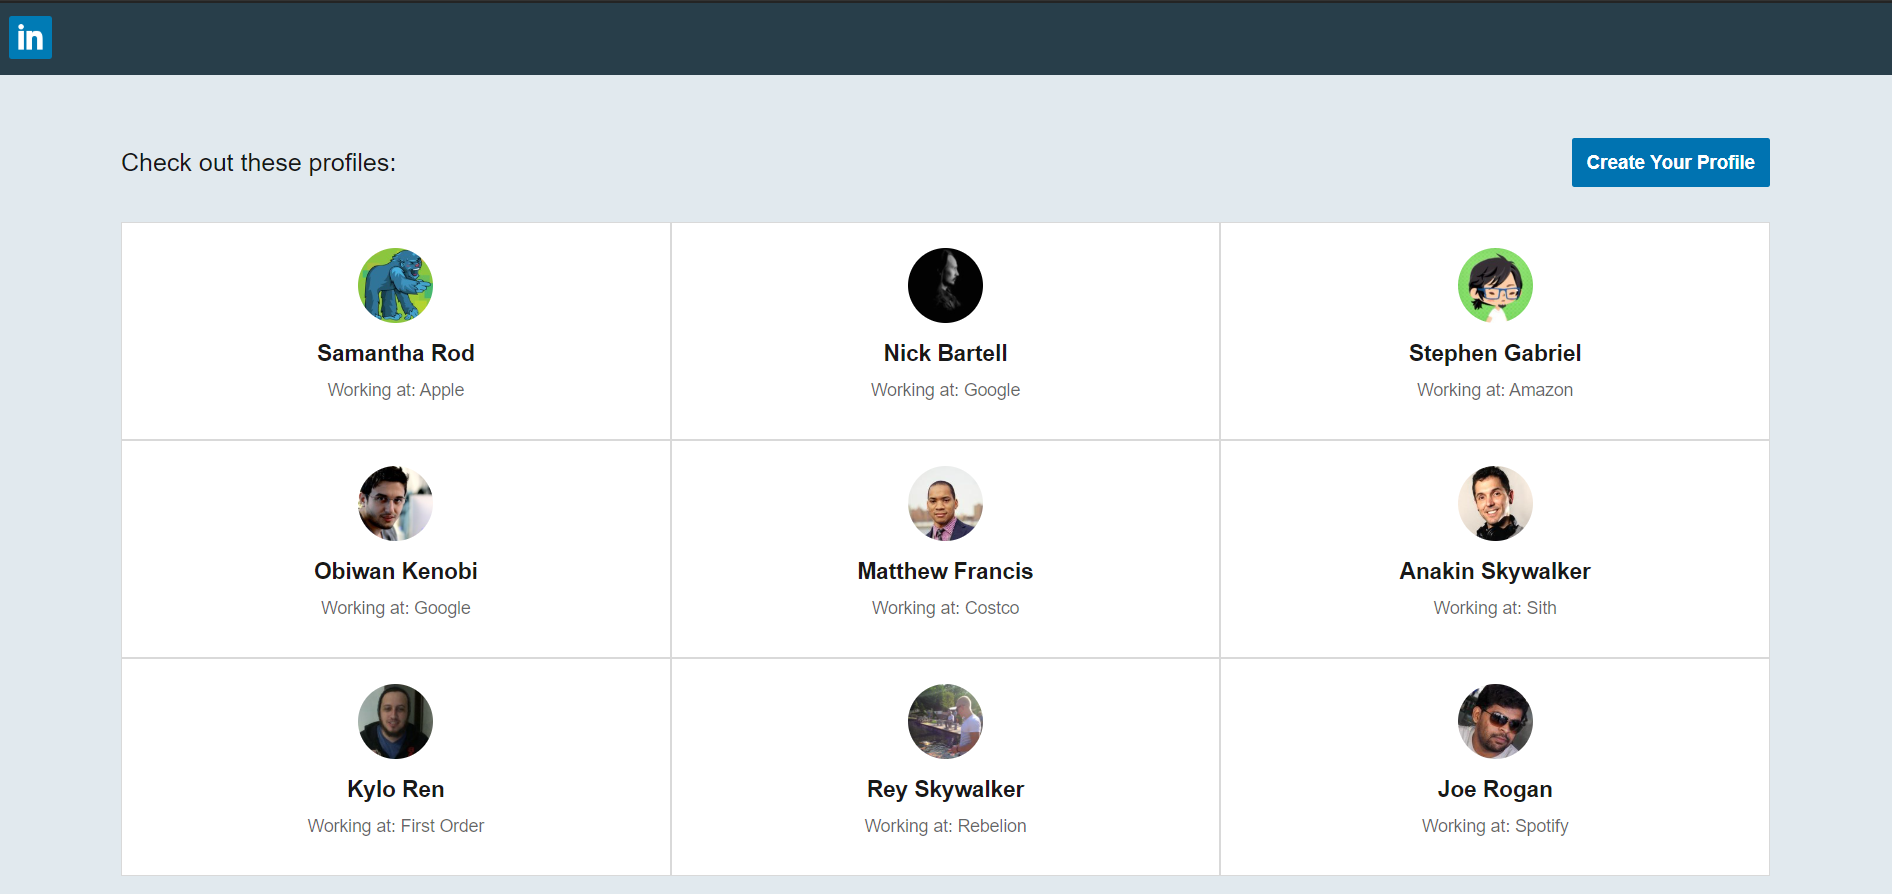 in
Check out these profiles:
Create Your Profile
Samantha Rod
Working at: Apple
Nick Bartell
Working at: Google
Stephen Gabriel
Working at: Amazon
Obiwan Kenobi
Working at: Google
Matthew Francis
Working at: Costco
Anakin Skywalker
Working at: Sith
Kylo Ren
Working at: First Order
Rey Skywalker
Working at: Rebelion
Joe Rogan
Working at: Spotify